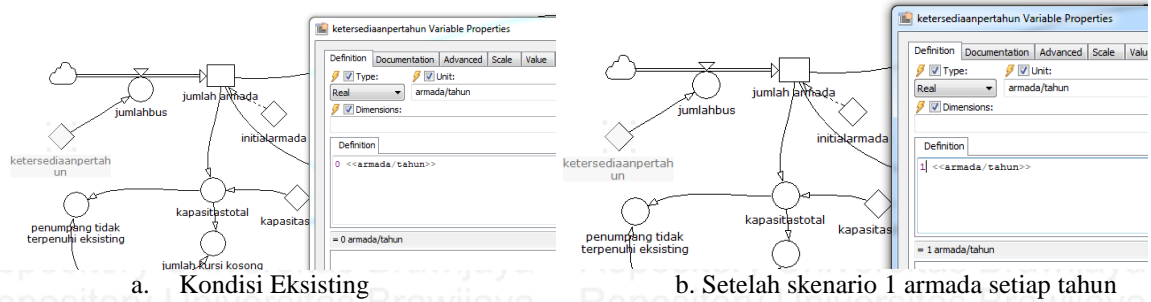 ketersediaanpertahun Variable Properties
Definition Documentation Advanced Scale Value
Type: Unit:
Real armada/tahun
Dimensions:
Definition
0 <<armada/tahun>>
= 0 armada/tahun
jumlah armada
jumlahbus
initialarmada
ketersediaanpertah
un
kapasitastotal
kapasitas
penumpang tidak
terpenuhi eksisting
jumlah kursi kosong
a. Kondisi Eksisting
ketersediaanpertahun Variable Properties
Definition Documentation Advanced Scale Valu
Type: Unit:
Real armada/tahun
Dimensions:
Definition
1 <<armada/tahun>>
= 1 armada/tahun
jumlah armada
jumlahbus
initialarmada
ketersediaanpertah
un
kapasitastotal
kapasitas
penumpang tidak
terpenuhi eksisting
b. Setelah skenario 1 armada setiap tahun